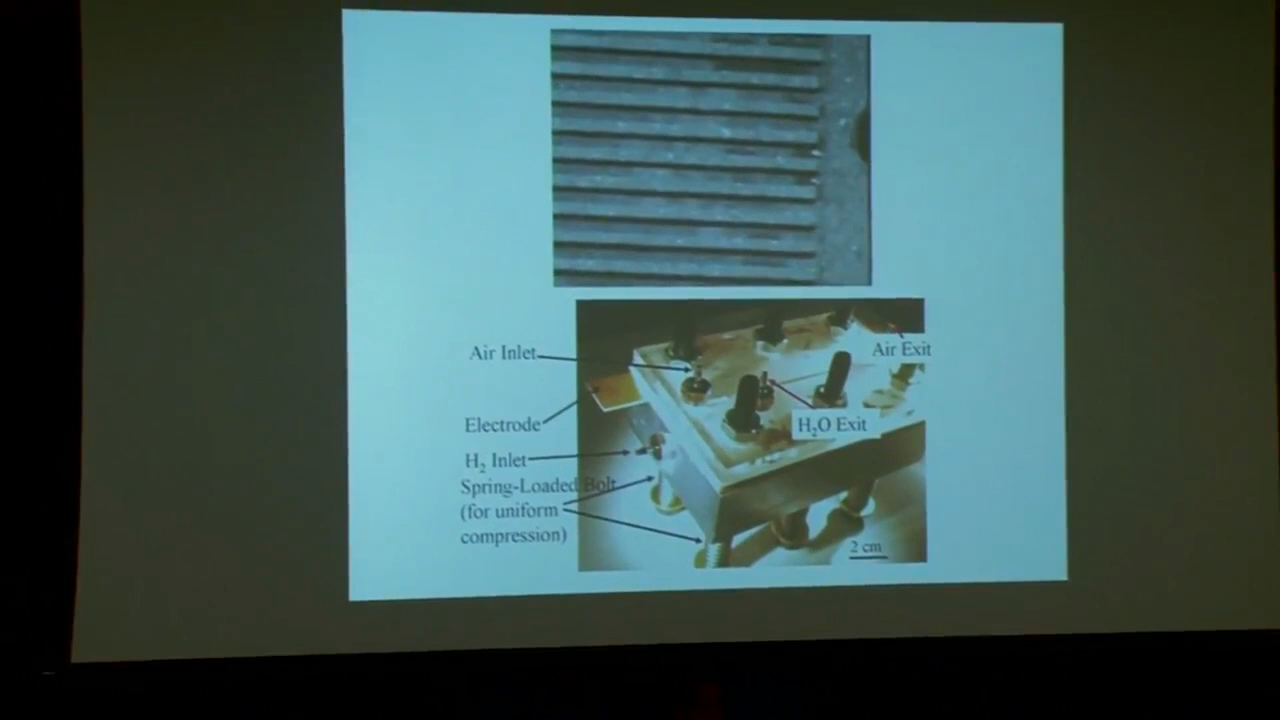 Air Inlet
Air Exit
Electrode
H₂O Exit
H₂ Inlet
Spring-Loaded Bolt
(for uniform
compression)
2 cm